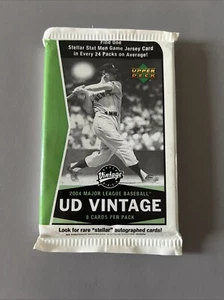 Find One
Stellar Stat Men Game Jersey Card
in Every 24 Packs on Average!
UPPER
DECK
Vintage
2004 MAJOR LEAGUE BASEBALL
UD VINTAGE
8 CARDS PER PACK
Look for rare "stellar" autographed cards!